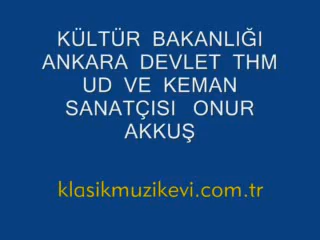 KÜLTÜR BAKANLIĞI
ANKARA DEVLET THM
UD VE KEMAN
SANATÇISI ONUR
AKKUŞ
klasikmuzikevi.com.tr